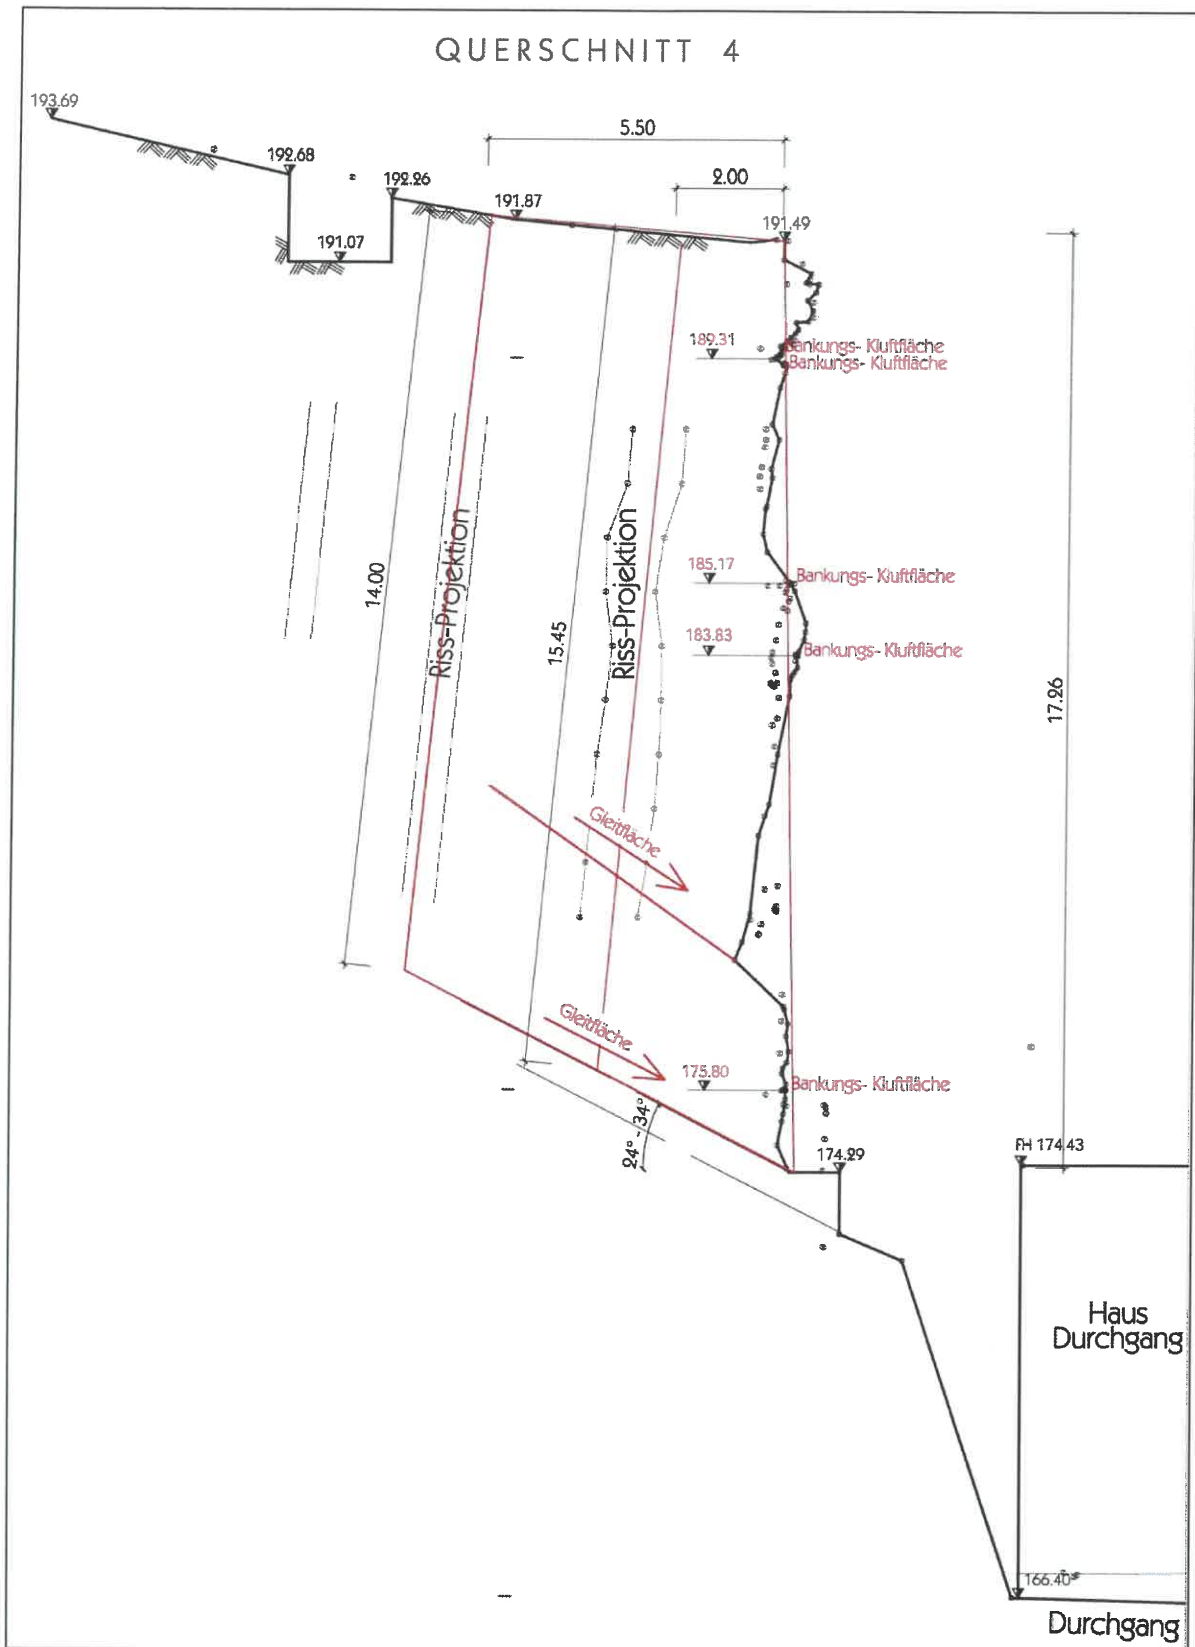 QUERSCHNITT 4
193.69
5.50
192.68
192.26
2.00
191.87
191.49
191.07
189.31
Bankungs- Kluftfläche
Bankungs- Kluftfläche
Riss-Projektion
Riss-Projektion
14.00
15.45
185.17
Bankungs- Kluftfläche
183.83
Bankungs- Kluftfläche
17.26
Gleitfläche
Gleitfläche
175.80
Bankungs- Kluftfläche
24° - 34°
174.29
FH 174.43
Haus
Durchgang
166.40
Durchgang